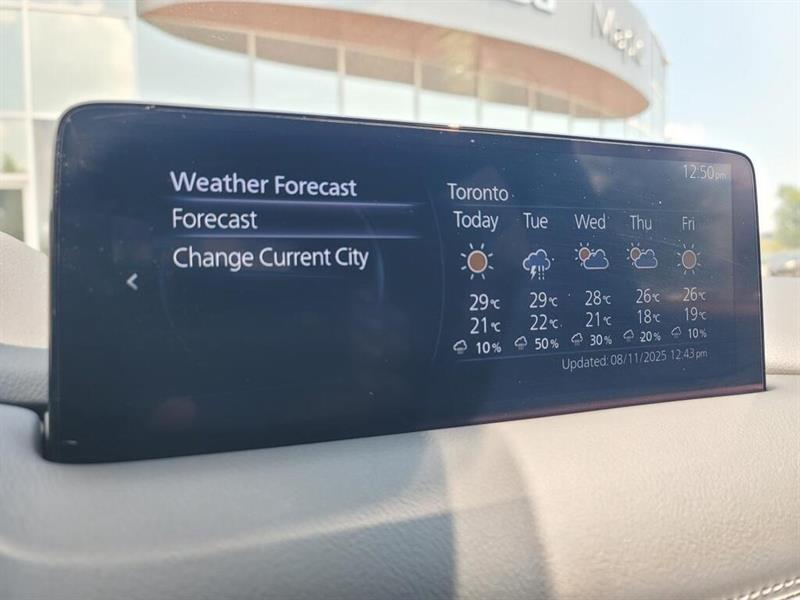 Weather Forecast
Forecast
Change Current City
12:50pm
Toronto
Today Tue Wed Thu Fri
29°C 29°C 28°C 26°C 26°C
21°C 22°C 21°C 18°C 19°C
10% 50% 30% 20% 10%
Updated: 08/11/2025 12:43 pm